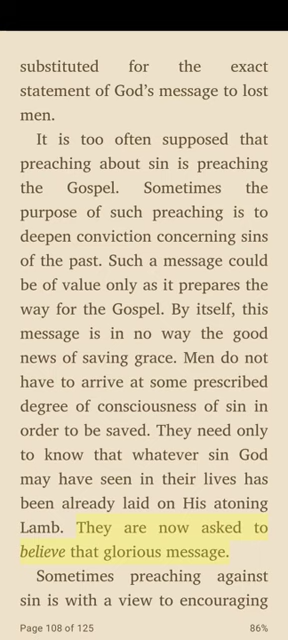 substituted for the exact
statement of God's message to lost
men.
It is too often supposed that
preaching about sin is preaching
the Gospel. Sometimes the
purpose of such preaching is to
deepen conviction concerning sins
of the past. Such a message could
be of value only as it prepares the
way for the Gospel. By itself, this
message is in no way the good
news of saving grace. Men do not
have to arrive at some prescribed
degree of consciousness of sin in
order to be saved. They need only
to know that whatever sin God
may have seen in their lives has
been already laid on His atoning
Lamb. They are now asked to
believe that glorious message.
Sometimes preaching against
sin is with a view to encouraging
Page 108 of 125 86%